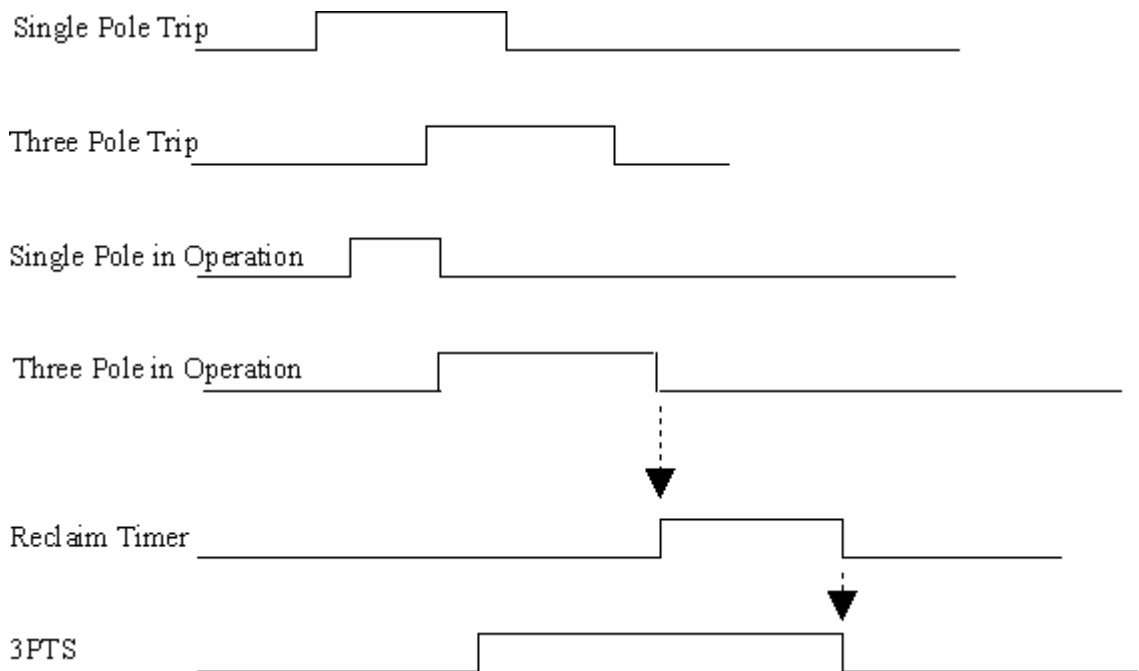 Single Pole Trip
Three Pole Trip
Single Pole in Operation
Three Pole in Operation
Reclaim Timer
3PTS